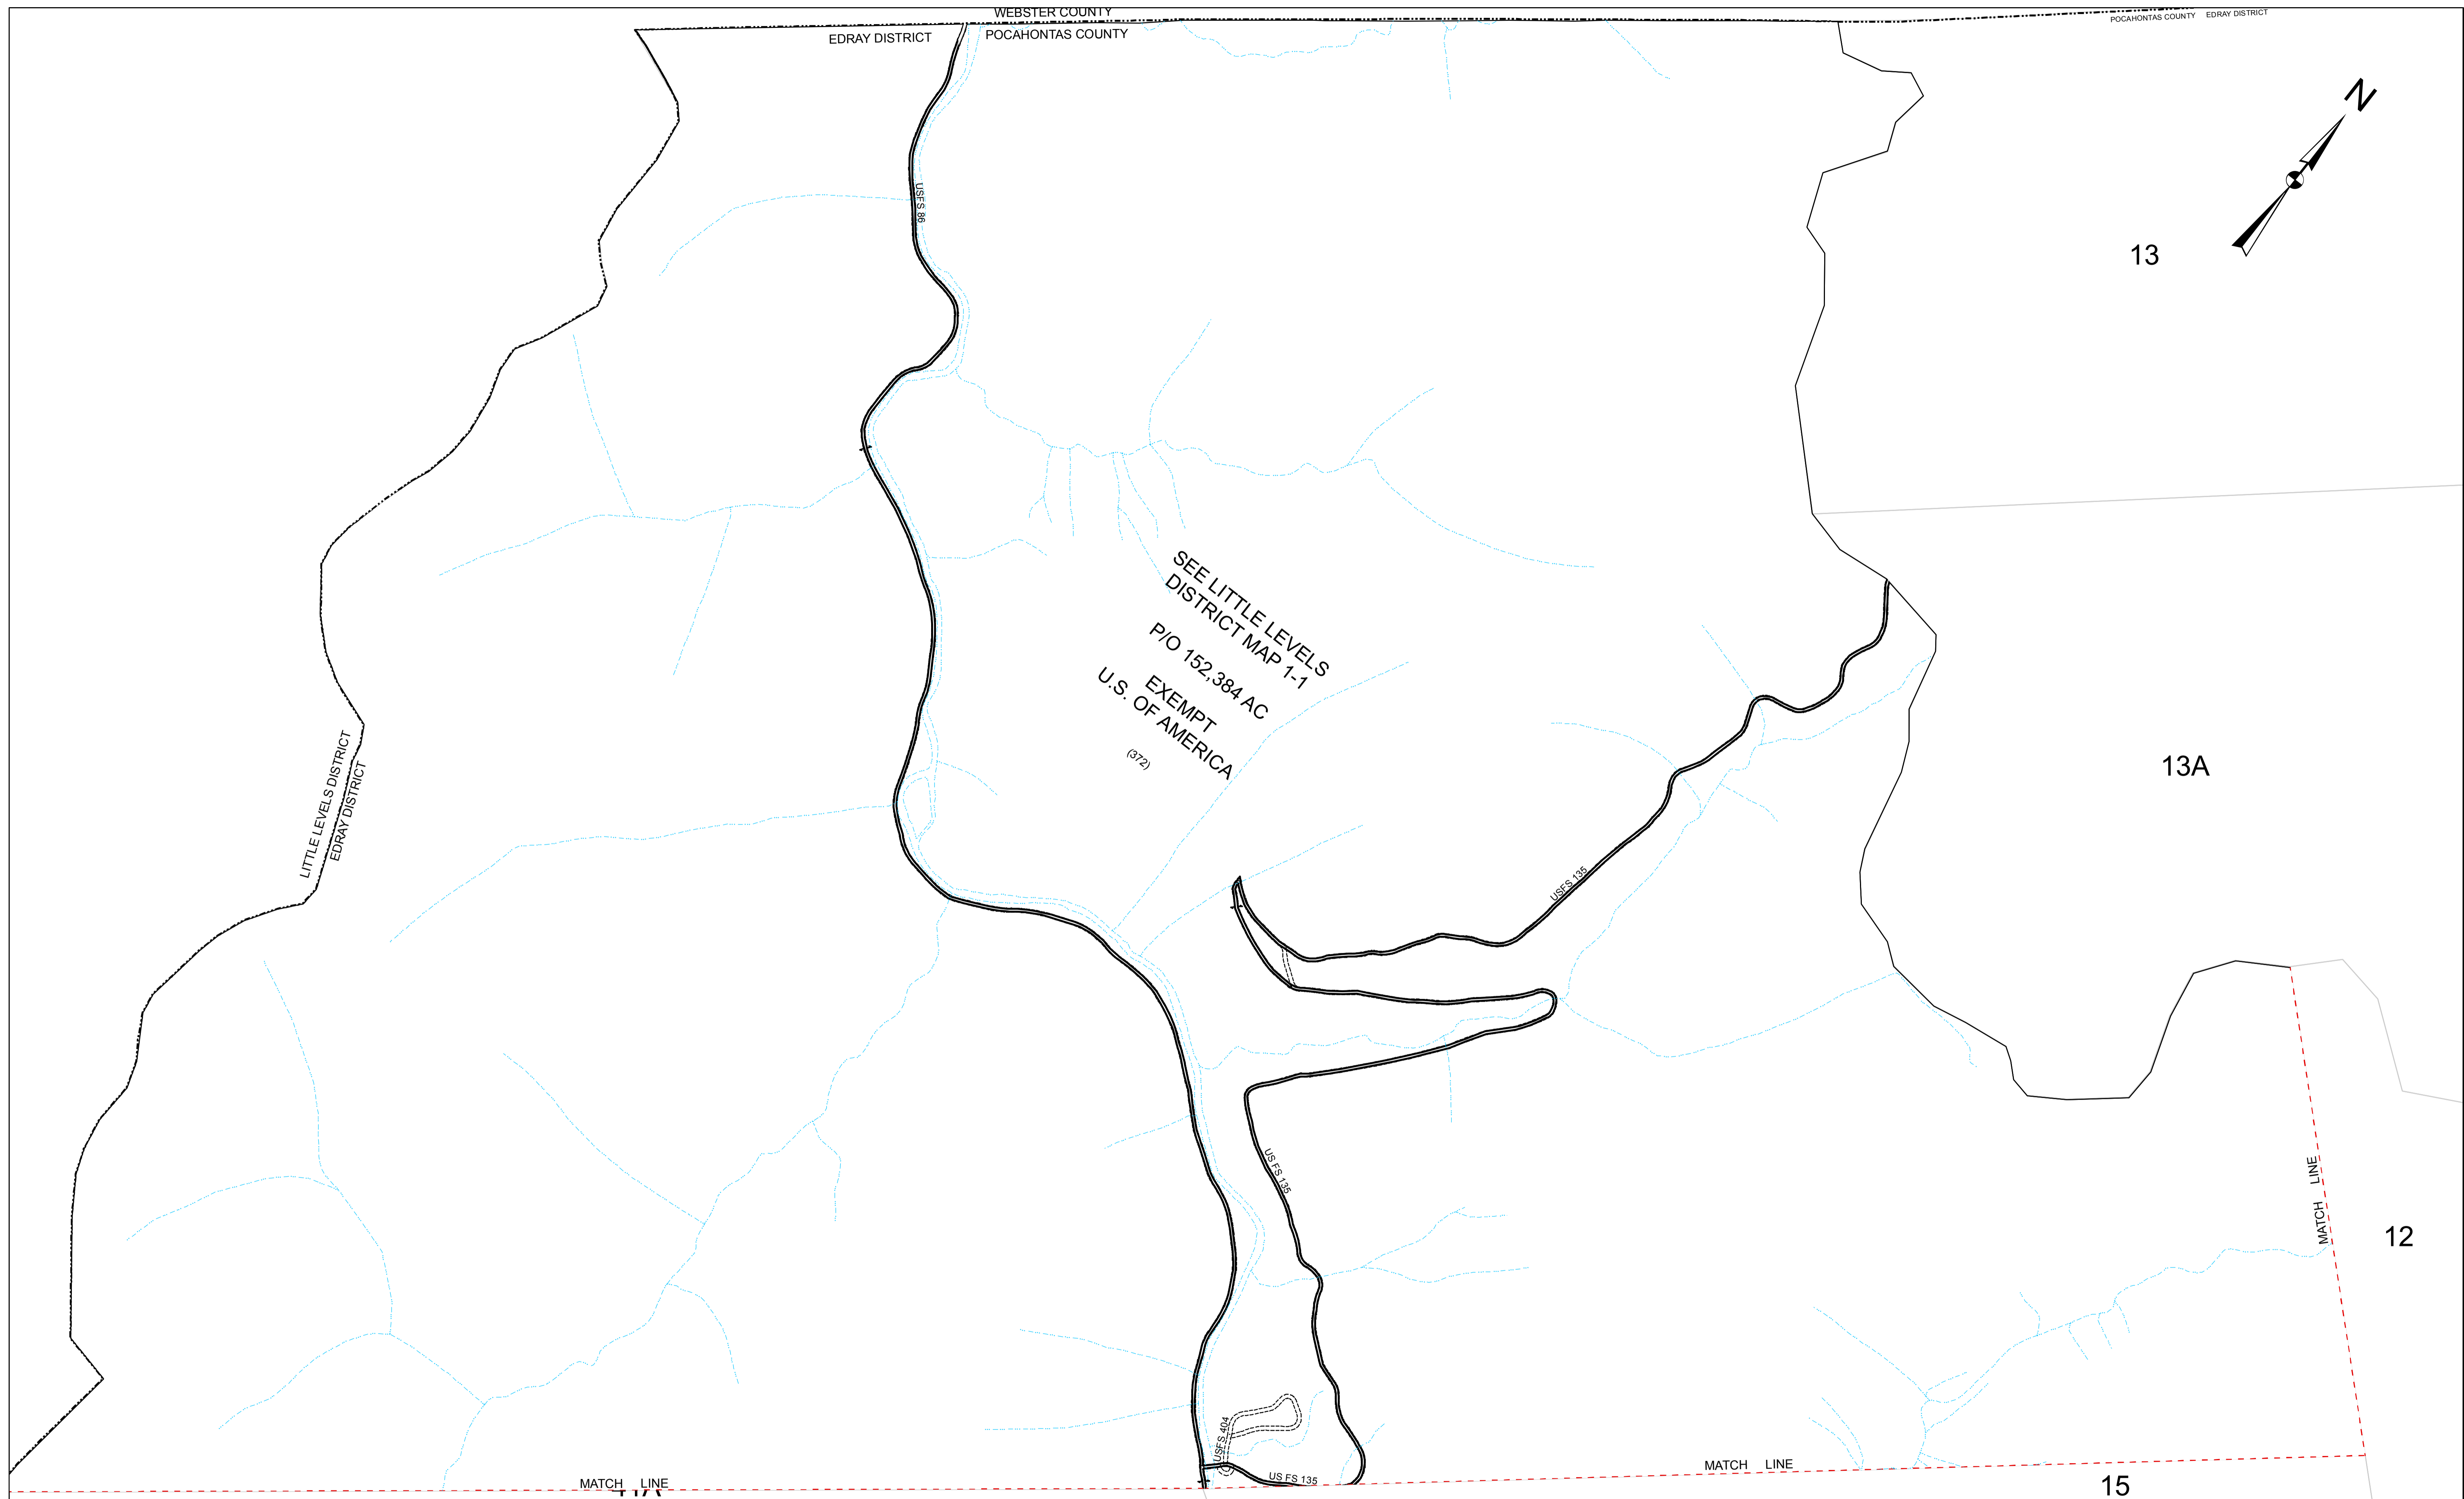 WEBSTER COUNTY
POCAHONTAS COUNTY EDRAY DISTRICT
EDRAY DISTRICT
POCAHONTAS COUNTY
N
USFS 86
13
SEE LITTLE LEVELS
DISTRICT MAP 1-1
P/O 152,384 AC
EXEMPT
U.S. OF AMERICA
(372)
LITTLE LEVELS DISTRICT
EDRAY DISTRICT
13A
USFS 135
US FS 135
MATCH LINE
12
USFS 404
US FS 135
MATCH LINE
MATCH LINE
15